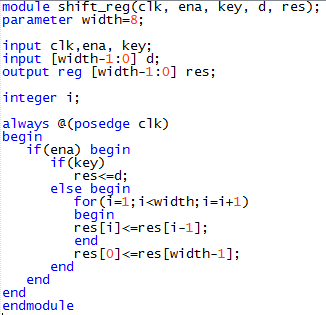 module shift_reg(clk, ena, key, d, res);
parameter width=8;

input clk,ena, key;
input [width-1:0] d;
output reg [width-1:0] res;

integer i;

always @(posedge clk)
begin
   if(ena) begin
      if(key)
         res<=d;
      else begin
         for(i=1;i<width;i=i+1)
         begin
         res[i]<=res[i-1];
         end
         res[0]<=res[width-1];
      end
   end
end
endmodule